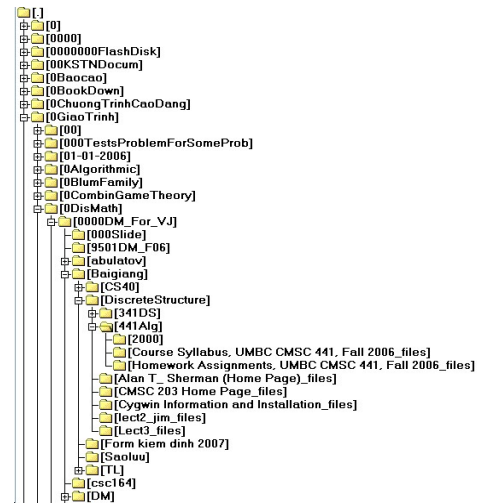 [.]
[0]
[0000]
[0000000FlashDisk]
[00KSTNDocum]
[0Baocao]
[0BookDown]
[0ChuongTrinhCaoDang]
[0GiaoTrinh]
[00]
[000TestsProblemForSomeProb]
[01-01-2006]
[0Algorithmic]
[0BlumFamily]
[0CombinGameTheory]
[0DisMath]
[0000DM_For_VJ]
[000Slide]
[9501DM_F06]
[abulatov]
[Baigiang]
[CS40]
[DiscreteStructure]
[341DS]
[441Alg]
[2000]
[Course Syllabus, UMBC CMSC 441, Fall 2006_files]
[Homework Assignments, UMBC CMSC 441, Fall 2006_files]
[Alan T_ Sherman (Home Page)_files]
[CMSC 203 Home Page_files]
[Cygwin Information and Installation_files]
[lect2_jim_files]
[Lect3_files]
[Form kiem dinh 2007]
[Saoluu]
[TL]
[csc164]
[DM]